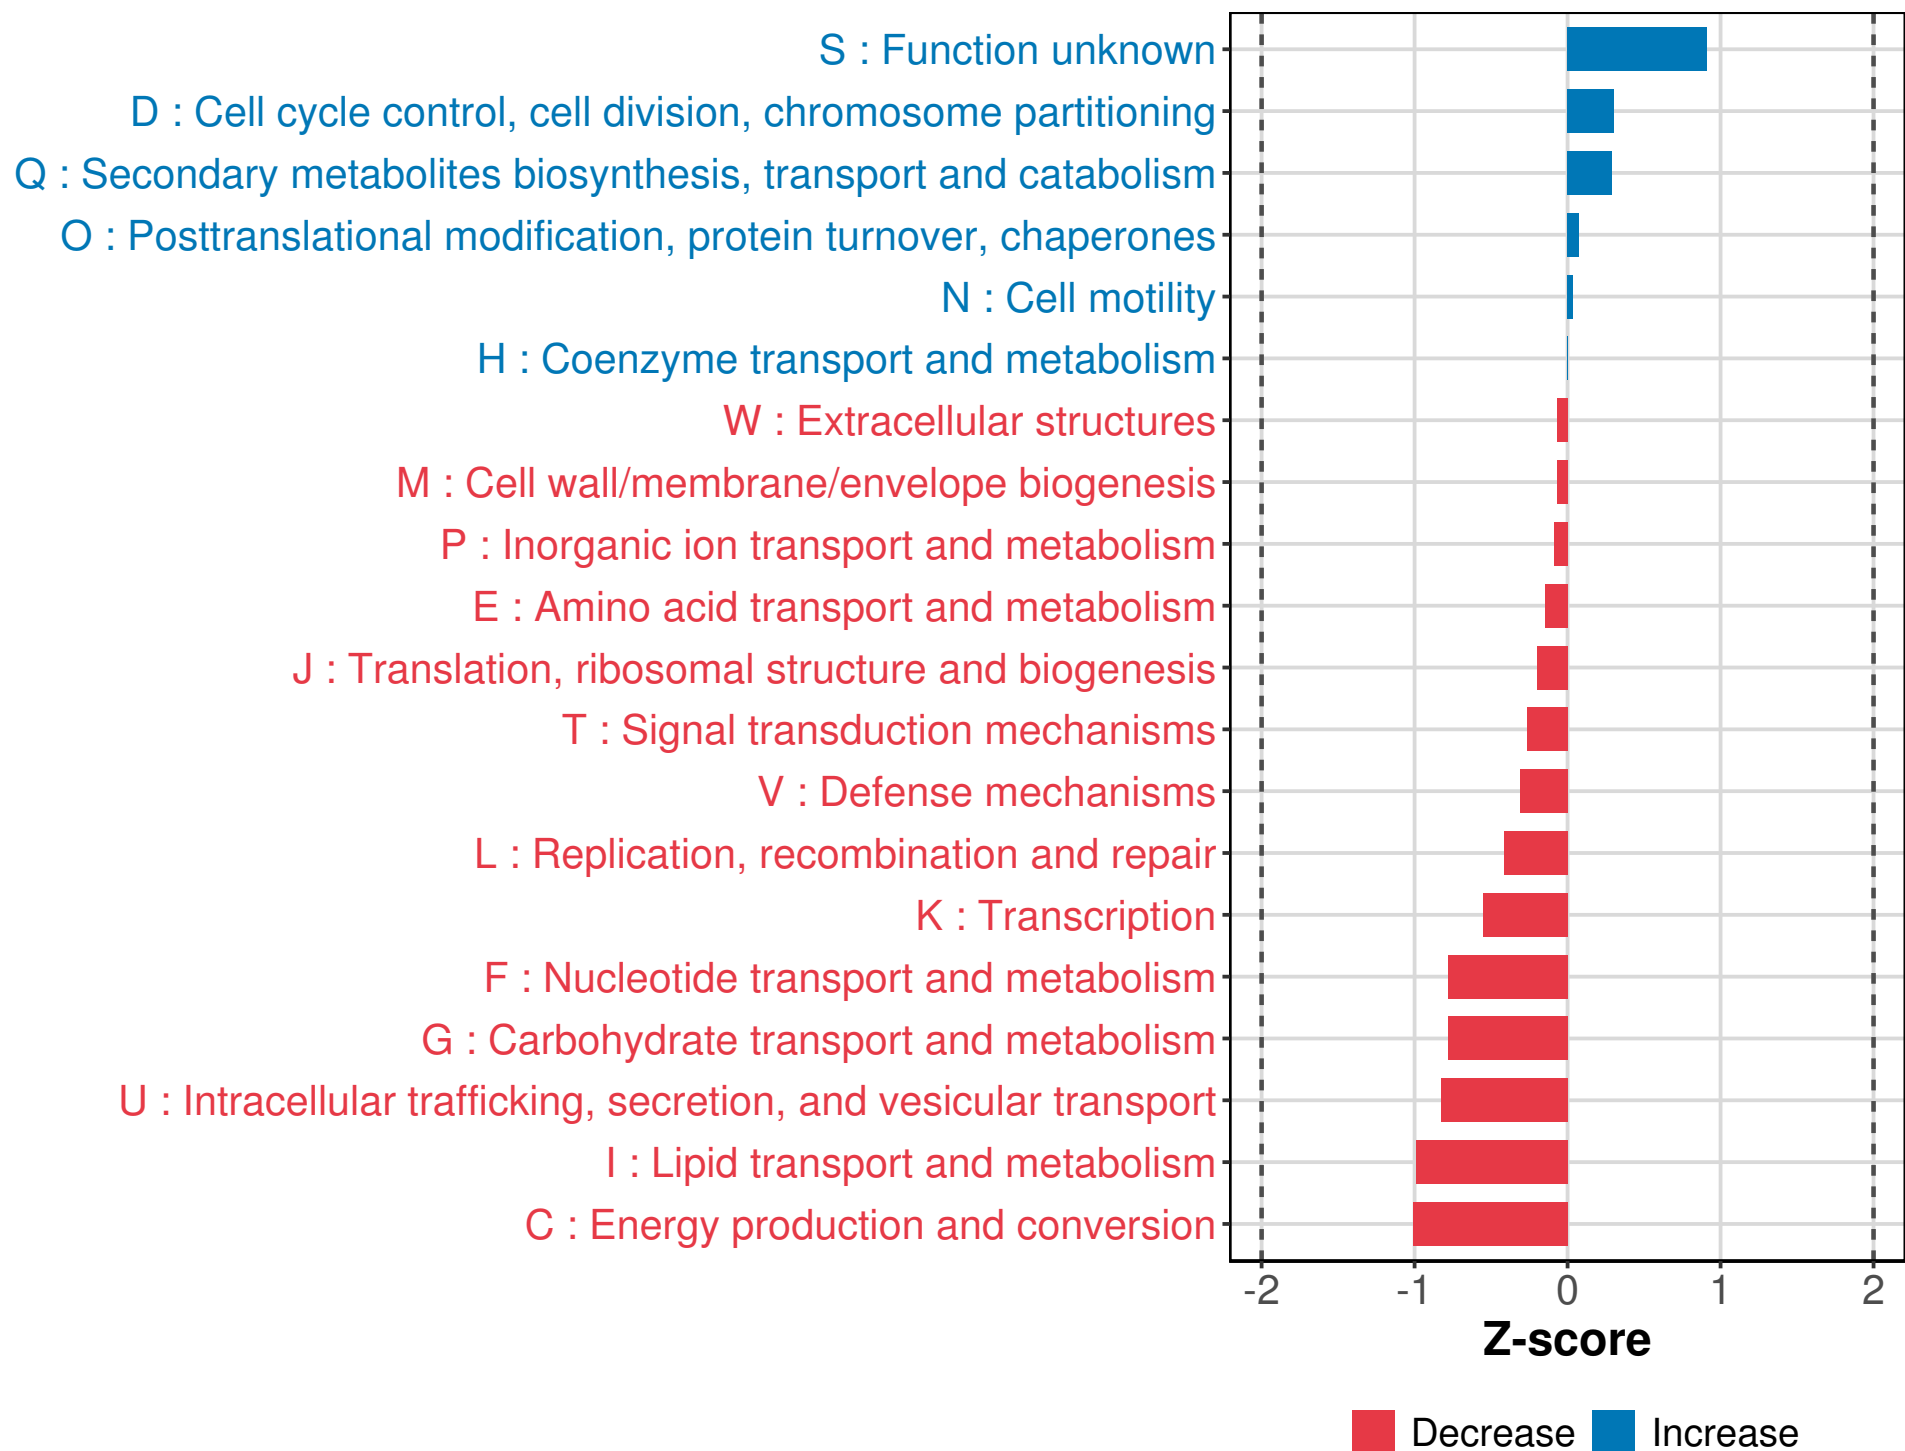 S : Function unknown
D : Cell cycle control, cell division, chromosome partitioning
Q : Secondary metabolites biosynthesis, transport and catabolism
O : Posttranslational modification, protein turnover, chaperones
N : Cell motility
H : Coenzyme transport and metabolism
W : Extracellular structures
M : Cell wall/membrane/envelope biogenesis
P : Inorganic ion transport and metabolism
E : Amino acid transport and metabolism
J : Translation, ribosomal structure and biogenesis
T : Signal transduction mechanisms
V : Defense mechanisms
L : Replication, recombination and repair
K : Transcription
F : Nucleotide transport and metabolism
G : Carbohydrate transport and metabolism
U : Intracellular trafficking, secretion, and vesicular transport
I : Lipid transport and metabolism
C : Energy production and conversion
-2 -1 0 1 2
Z-score
Decrease Increase